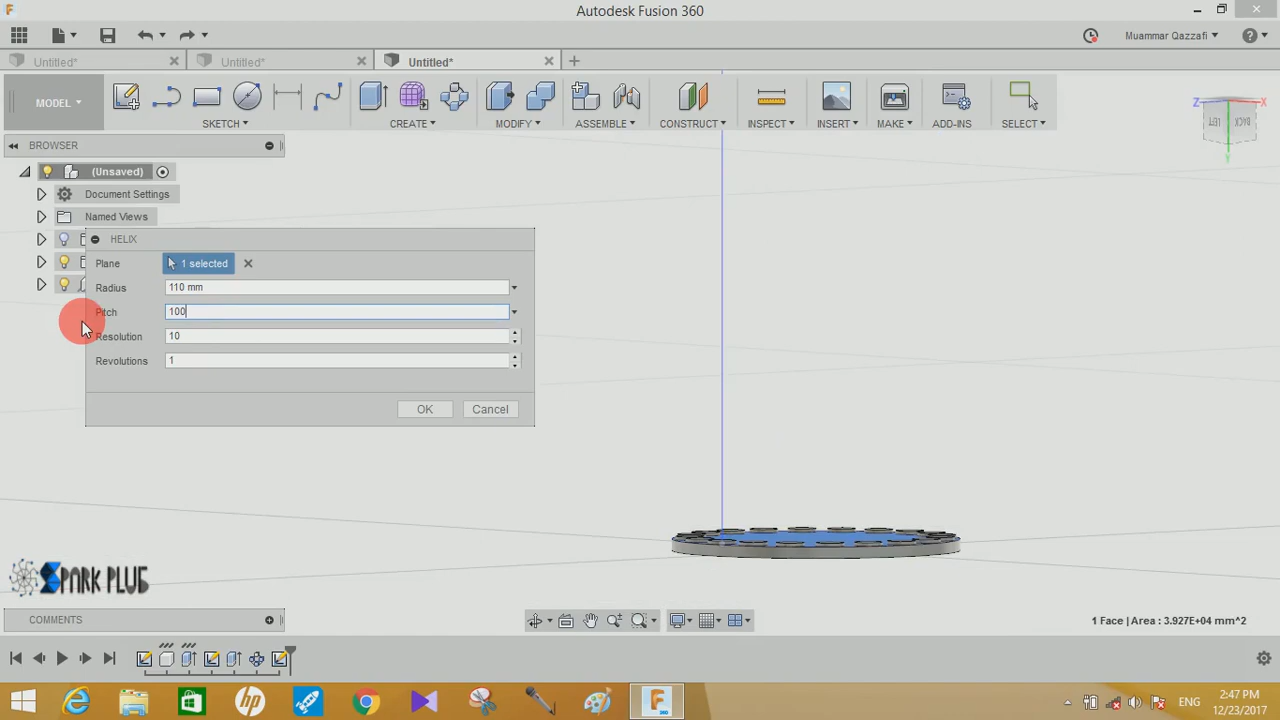 Autodesk Fusion 360
Muammar Qazzafi
Untitled*
Untitled*
Untitled*
MODEL
SKETCH
CREATE
MODIFY
ASSEMBLE
CONSTRUCT
INSPECT
INSERT
MAKE
ADD-INS
SELECT
Z
X
LEFT
BACK
Y
BROWSER
(Unsaved)
Document Settings
Named Views
HELIX
Plane
1 selected
Radius
110 mm
Pitch
100
Resolution
10
Revolutions
1
OK
Cancel
SPARK PLUG
COMMENTS
1 Face | Area : 3.927E+04 mm^2
ENG
2:47 PM
12/23/2017